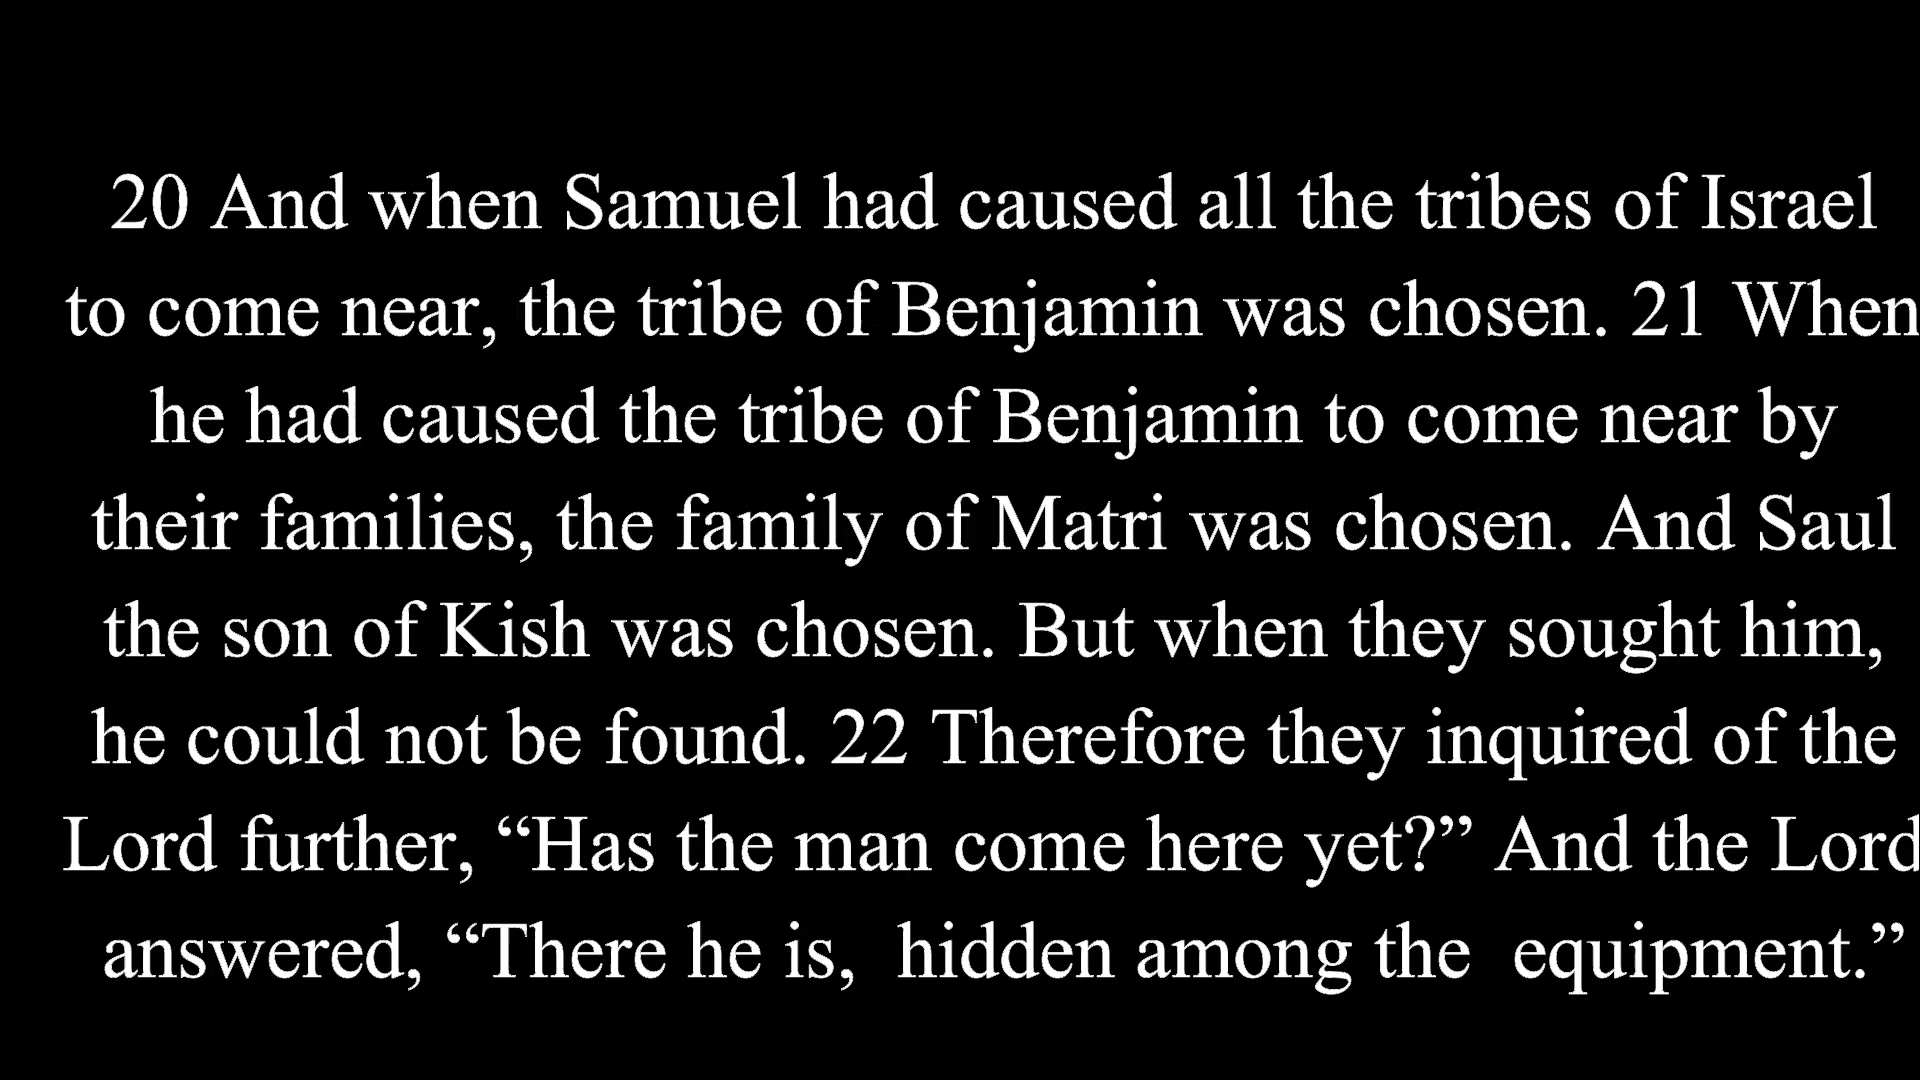 20 And when Samuel had caused all the tribes of Israel
to come near, the tribe of Benjamin was chosen. 21 When
he had caused the tribe of Benjamin to come near by
their families, the family of Matri was chosen. And Saul
the son of Kish was chosen. But when they sought him,
he could not be found. 22 Therefore they inquired of the
Lord further, “Has the man come here yet?” And the Lord
answered, “There he is,  hidden among the  equipment.”